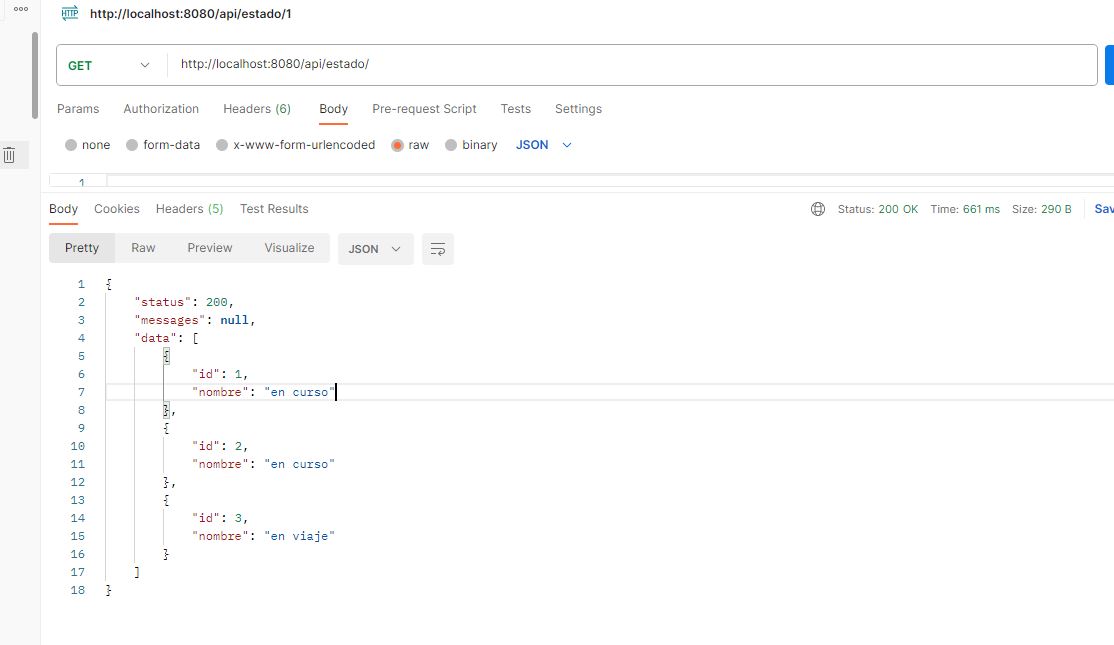 HTTP http://localhost:8080/api/estado/1
GET http://localhost:8080/api/estado/
Params Authorization Headers (6) Body Pre-request Script Tests Settings
none form-data x-www-form-urlencoded raw binary JSON
1
Body Cookies Headers (5) Test Results Status: 200 OK Time: 661 ms Size: 290 B Sav
Pretty Raw Preview Visualize JSON
1 {
2 "status": 200,
3 "messages": null,
4 "data": [
5 {
6 "id": 1,
7 "nombre": "en curso"
8 },
9 {
10 "id": 2,
11 "nombre": "en curso"
12 },
13 {
14 "id": 3,
15 "nombre": "en viaje"
16 }
17 ]
18 }